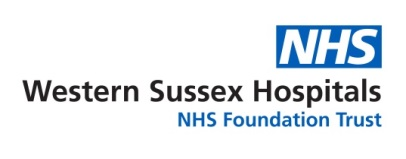 NHS
Western Sussex Hospitals
NHS Foundation Trust